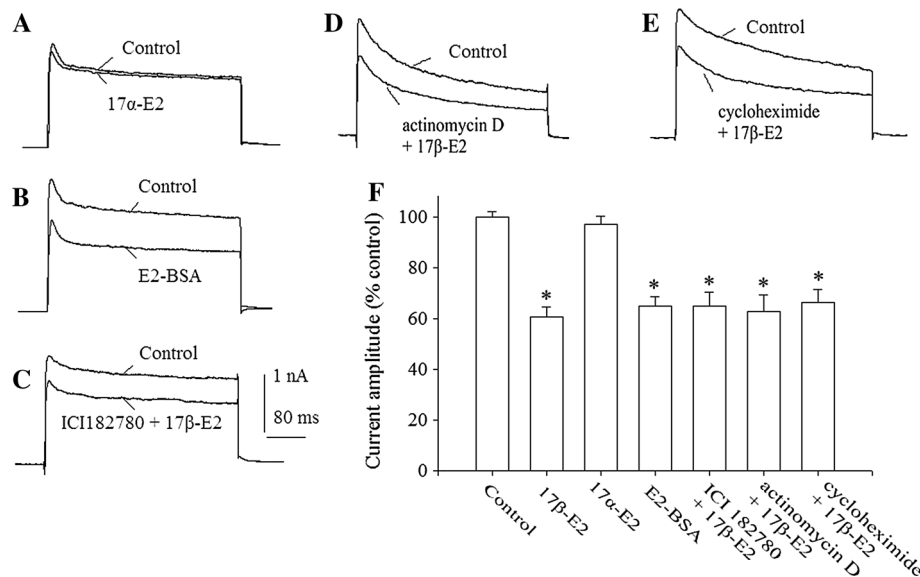 A
Control
17α-E2
B
Control
E2-BSA
C
Control
ICI182780 + 17β-E2
1 nA
80 ms
D
Control
actinomycin D
+ 17β-E2
E
Control
cycloheximide
+ 17β-E2
F
Current amplitude (% control)
100
80
60
40
20
0
* * * * *
Control
17β-E2
17α-E2
E2-BSA
ICI 182780
+ 17β-E2
actinomycin D
+ 17β-E2
cycloheximide
+ 17β-E2